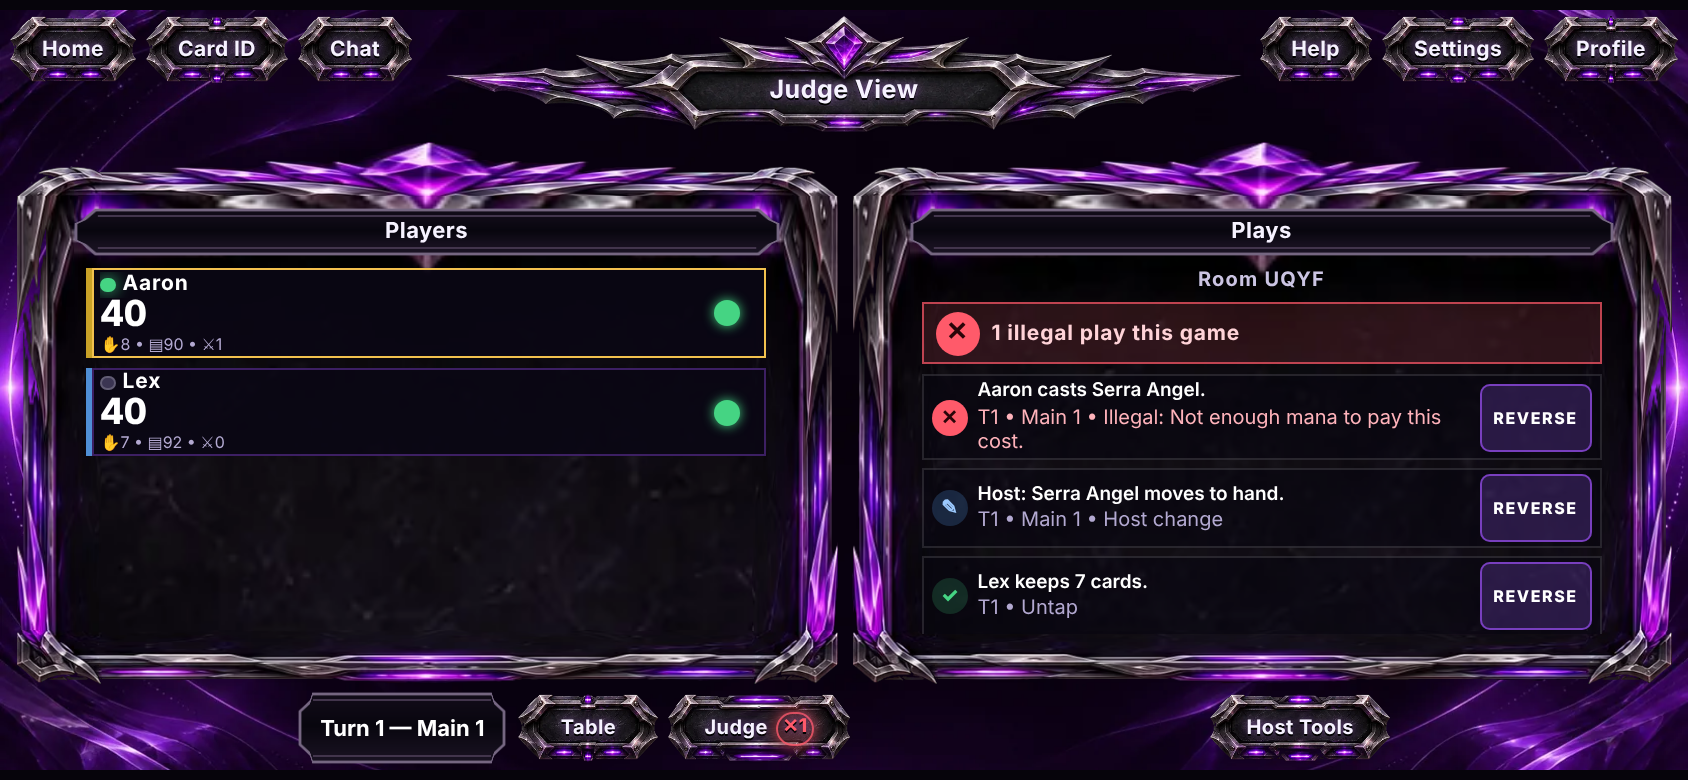 Home
Card ID
Chat
Judge View
Help
Settings
Profile
Players
Aaron
40
8 • 90 • ⚔1
Lex
40
7 • 92 • ⚔0
Plays
Room UQYF
1 illegal play this game
Aaron casts Serra Angel.
T1 • Main 1 • Illegal: Not enough mana to pay this
cost.
REVERSE
Host: Serra Angel moves to hand.
T1 • Main 1 • Host change
REVERSE
Lex keeps 7 cards.
T1 • Untap
REVERSE
Turn 1 — Main 1
Table
Judge ×1
Host Tools